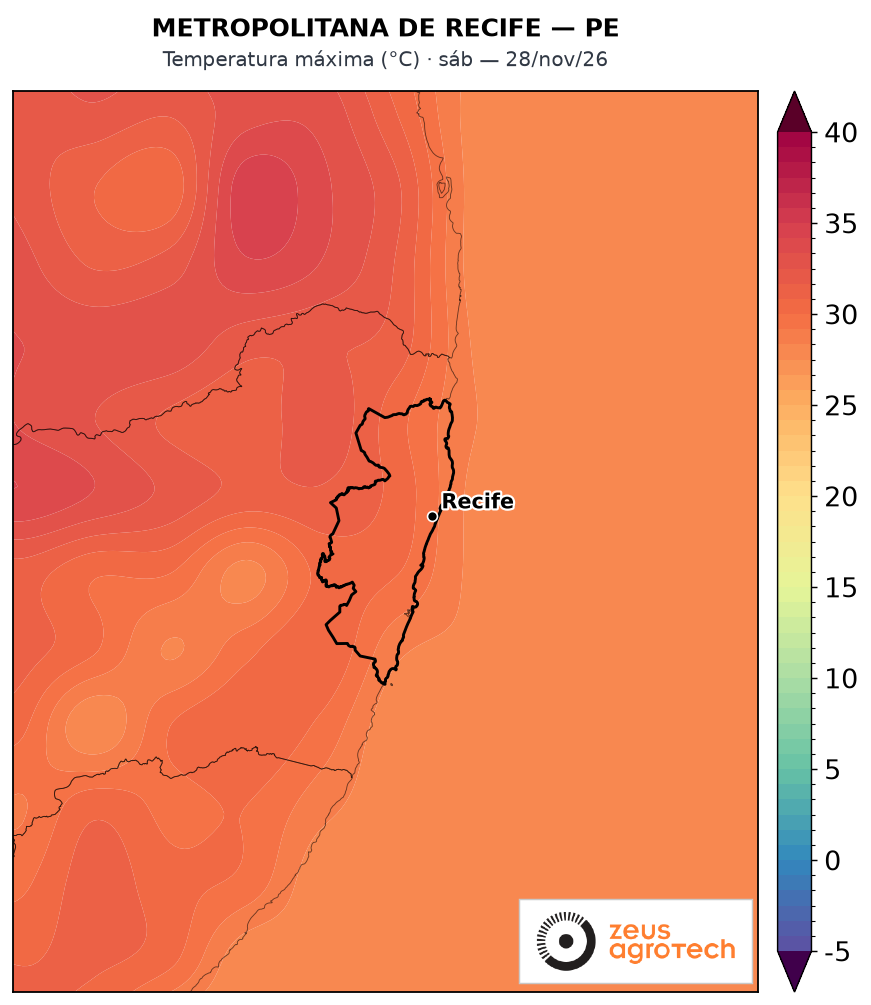 METROPOLITANA DE RECIFE — PE
Temperatura máxima (°C) · sáb — 28/nov/26
40
35
30
25
20
15
10
5
0
-5
Recife
zeus
agrotech